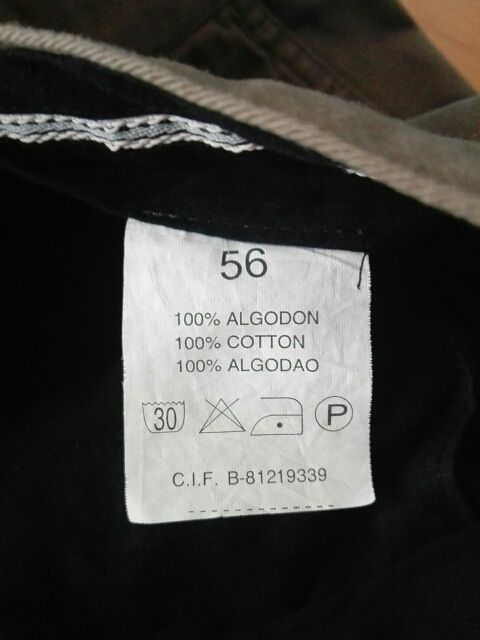 56
100% ALGODON
100% COTTON
100% ALGODAO
30 P
C.I.F. B-81219339